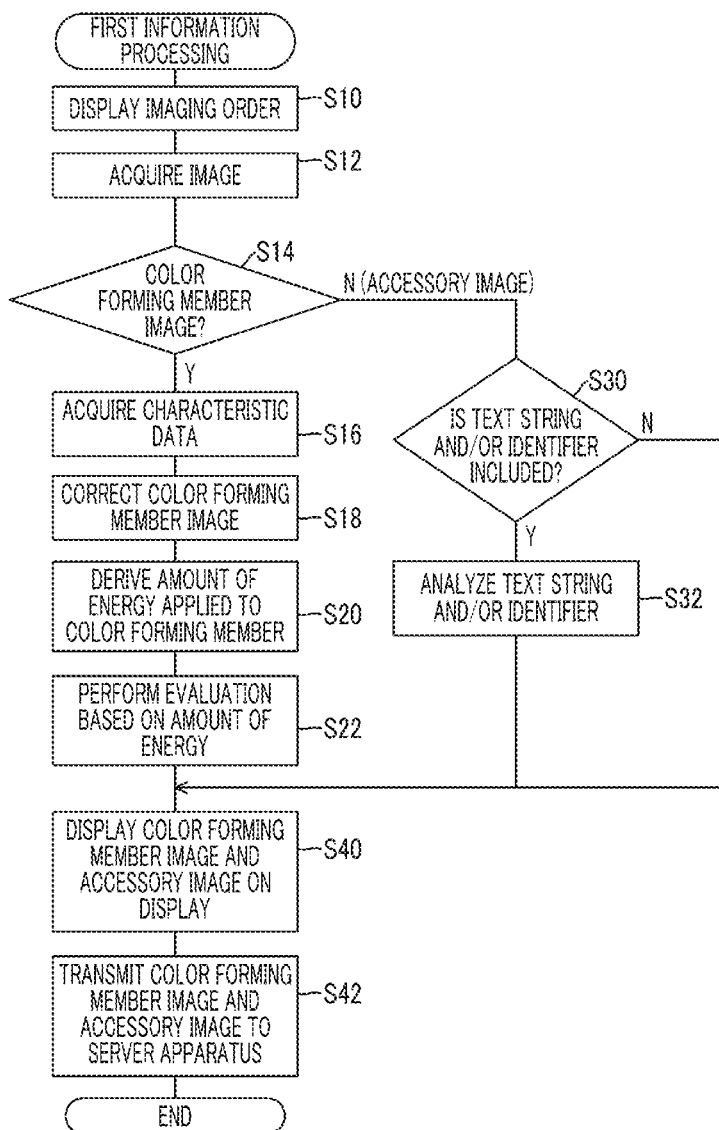 FIRST INFORMATION
PROCESSING
DISPLAY IMAGING ORDER
S10
ACQUIRE IMAGE
S12
COLOR
FORMING MEMBER
IMAGE?
S14
N (ACCESSORY IMAGE)
Y
ACQUIRE CHARACTERISTIC
DATA
S16
CORRECT COLOR FORMING
MEMBER IMAGE
S18
DERIVE AMOUNT OF
ENERGY APPLIED TO
COLOR FORMING MEMBER
S20
PERFORM EVALUATION
BASED ON AMOUNT OF
ENERGY
S22
IS TEXT STRING
AND/OR IDENTIFIER
INCLUDED?
S30
N
Y
ANALYZE TEXT STRING
AND/OR IDENTIFIER
S32
DISPLAY COLOR FORMING
MEMBER IMAGE AND
ACCESSORY IMAGE ON
DISPLAY
S40
TRANSMIT COLOR FORMING
MEMBER IMAGE AND
ACCESSORY IMAGE TO
SERVER APPARATUS
S42
END